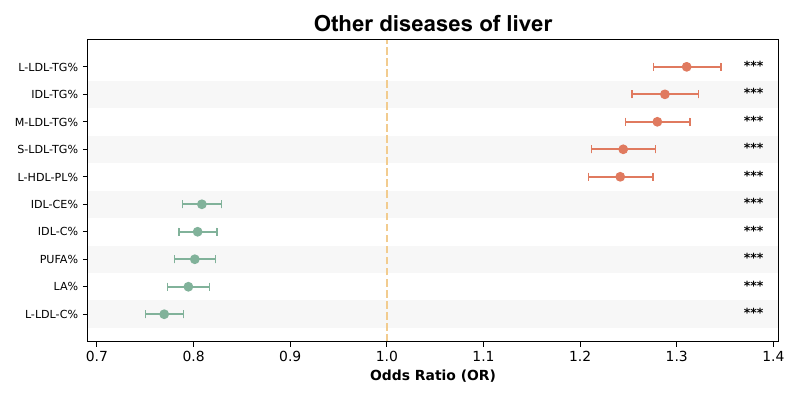 Other diseases of liver
L-LDL-TG% ***
IDL-TG% ***
M-LDL-TG% ***
S-LDL-TG% ***
L-HDL-PL% ***
IDL-CE% ***
IDL-C% ***
PUFA% ***
LA% ***
L-LDL-C% ***
0.7 0.8 0.9 1.0 1.1 1.2 1.3 1.4
Odds Ratio (OR)